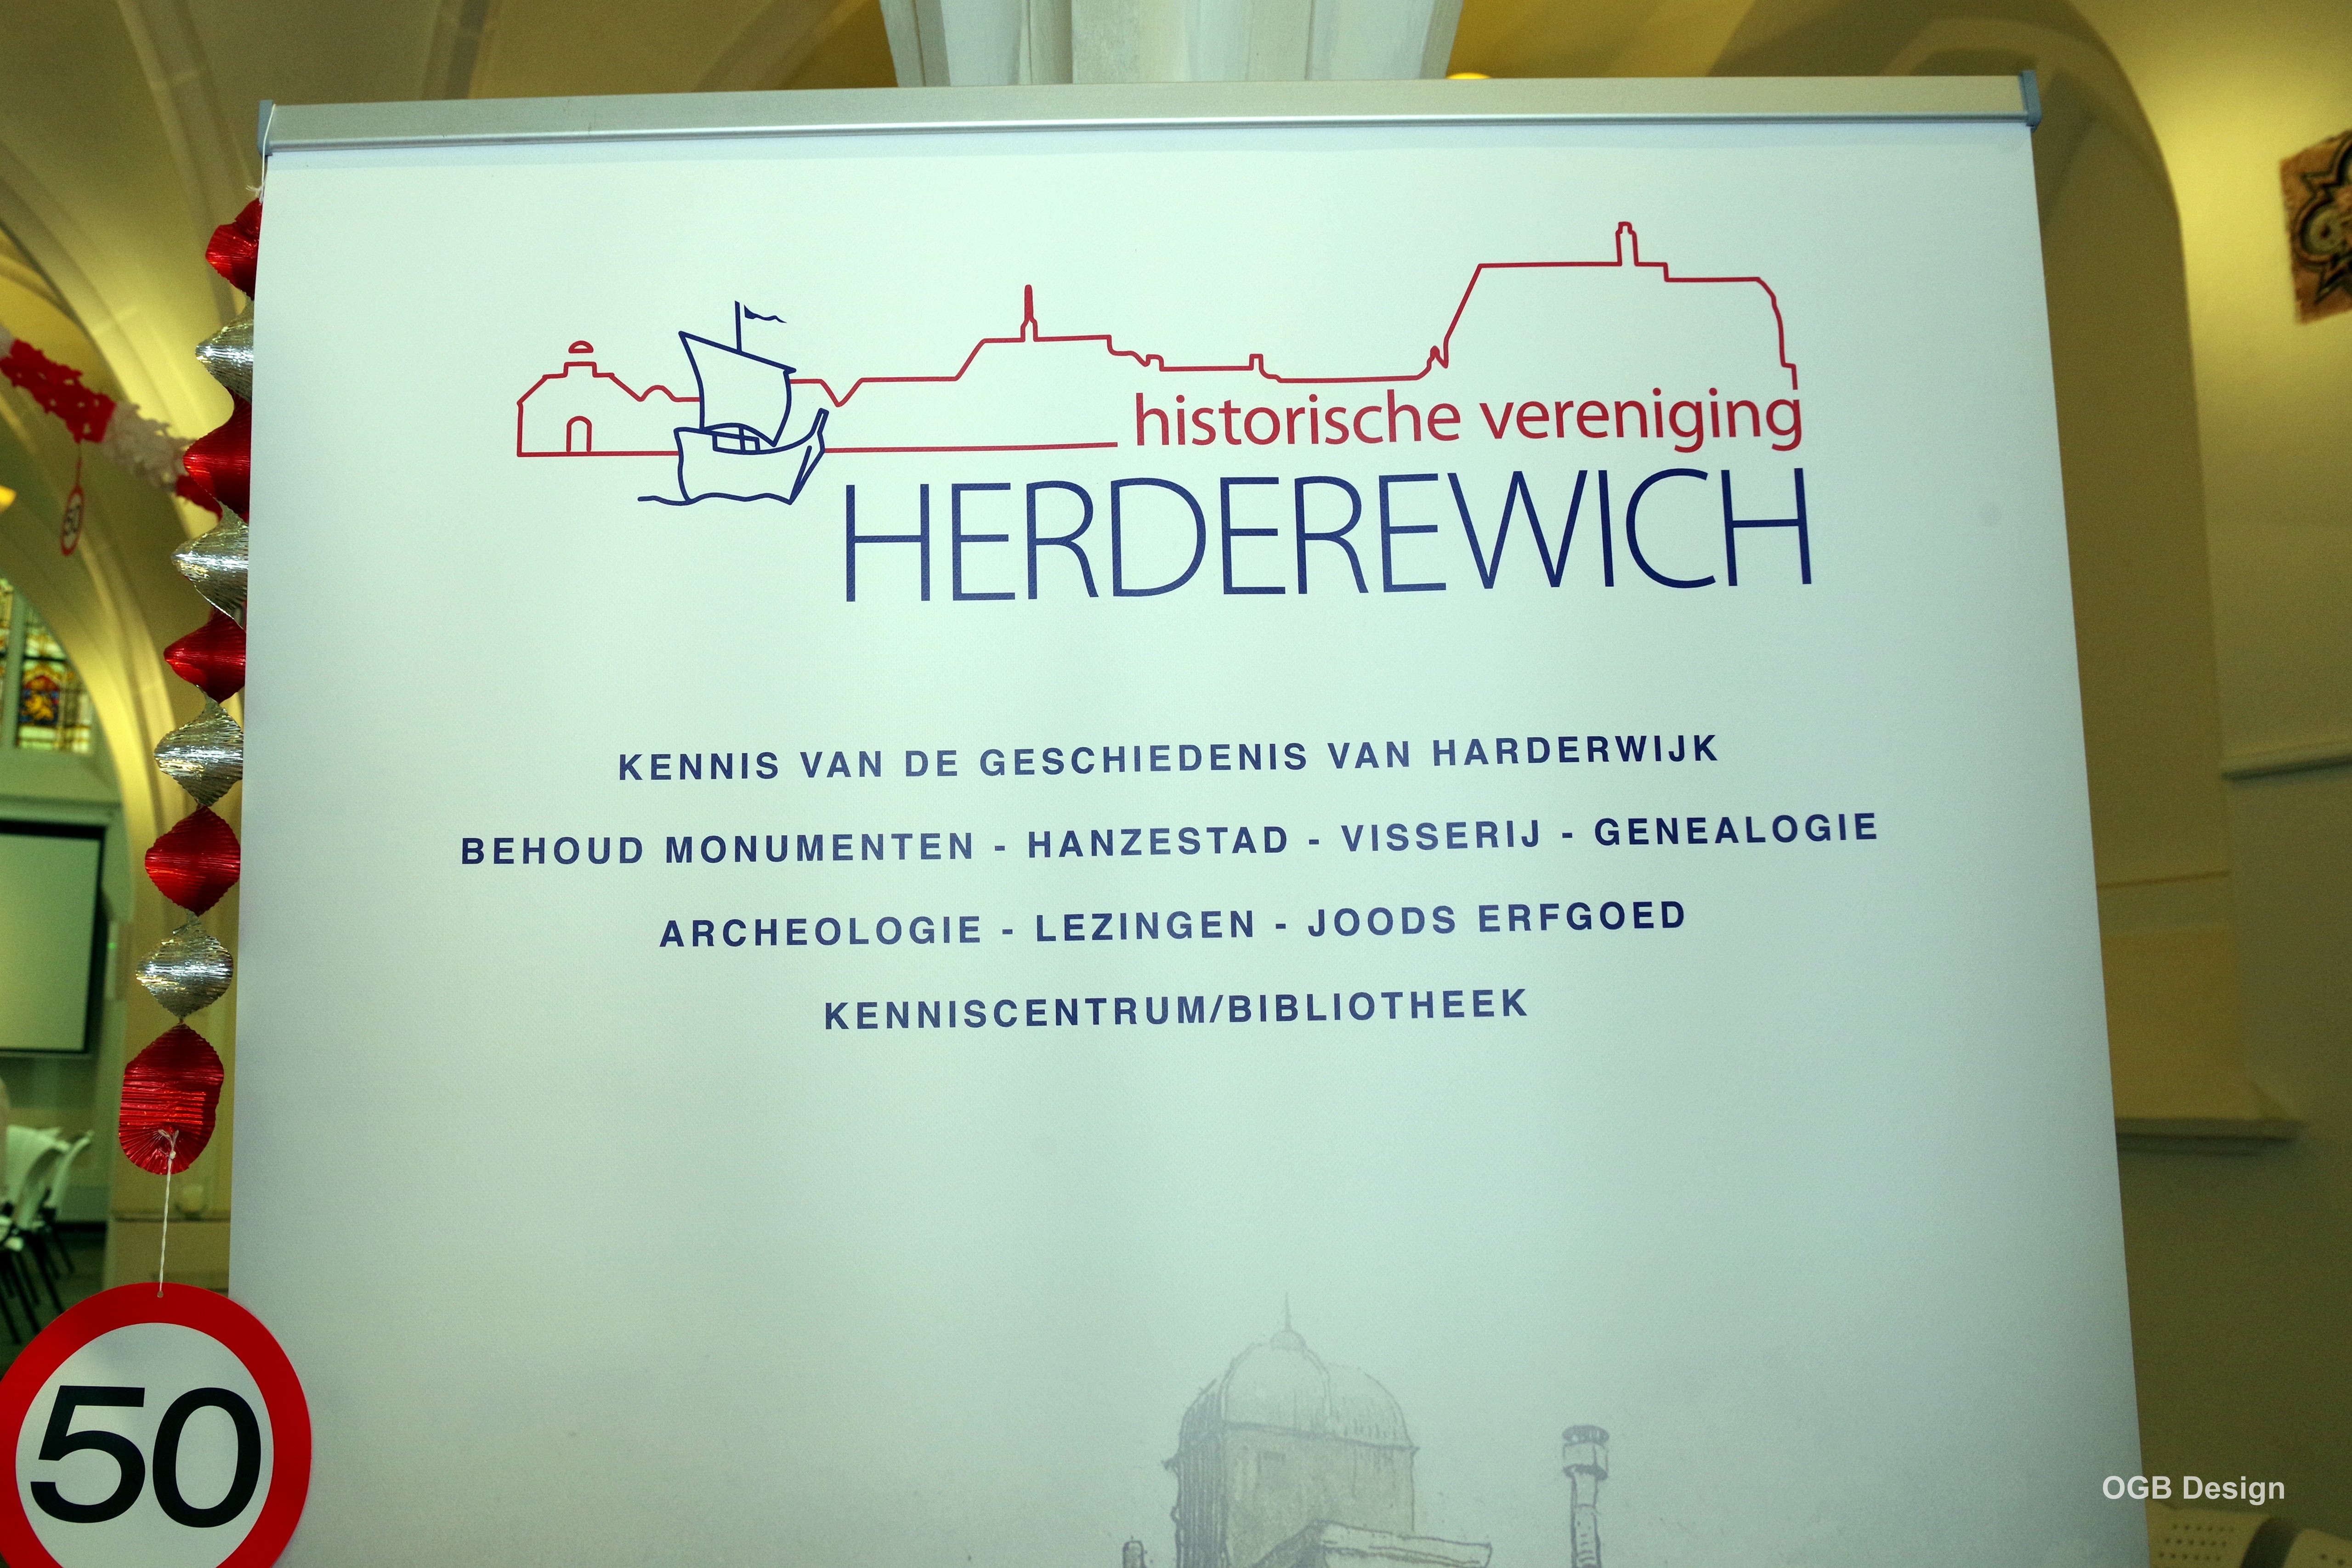 historische vereniging
HERDEREWICH
KENNIS VAN DE GESCHIEDENIS VAN HARDERWIJK
BEHOUD MONUMENTEN - HANZESTAD - VISSERIJ - GENEALOGIE
ARCHEOLOGIE - LEZINGEN - JOODS ERFGOED
KENNISCENTRUM/BIBLIOTHEEK
50
50
OGB Design